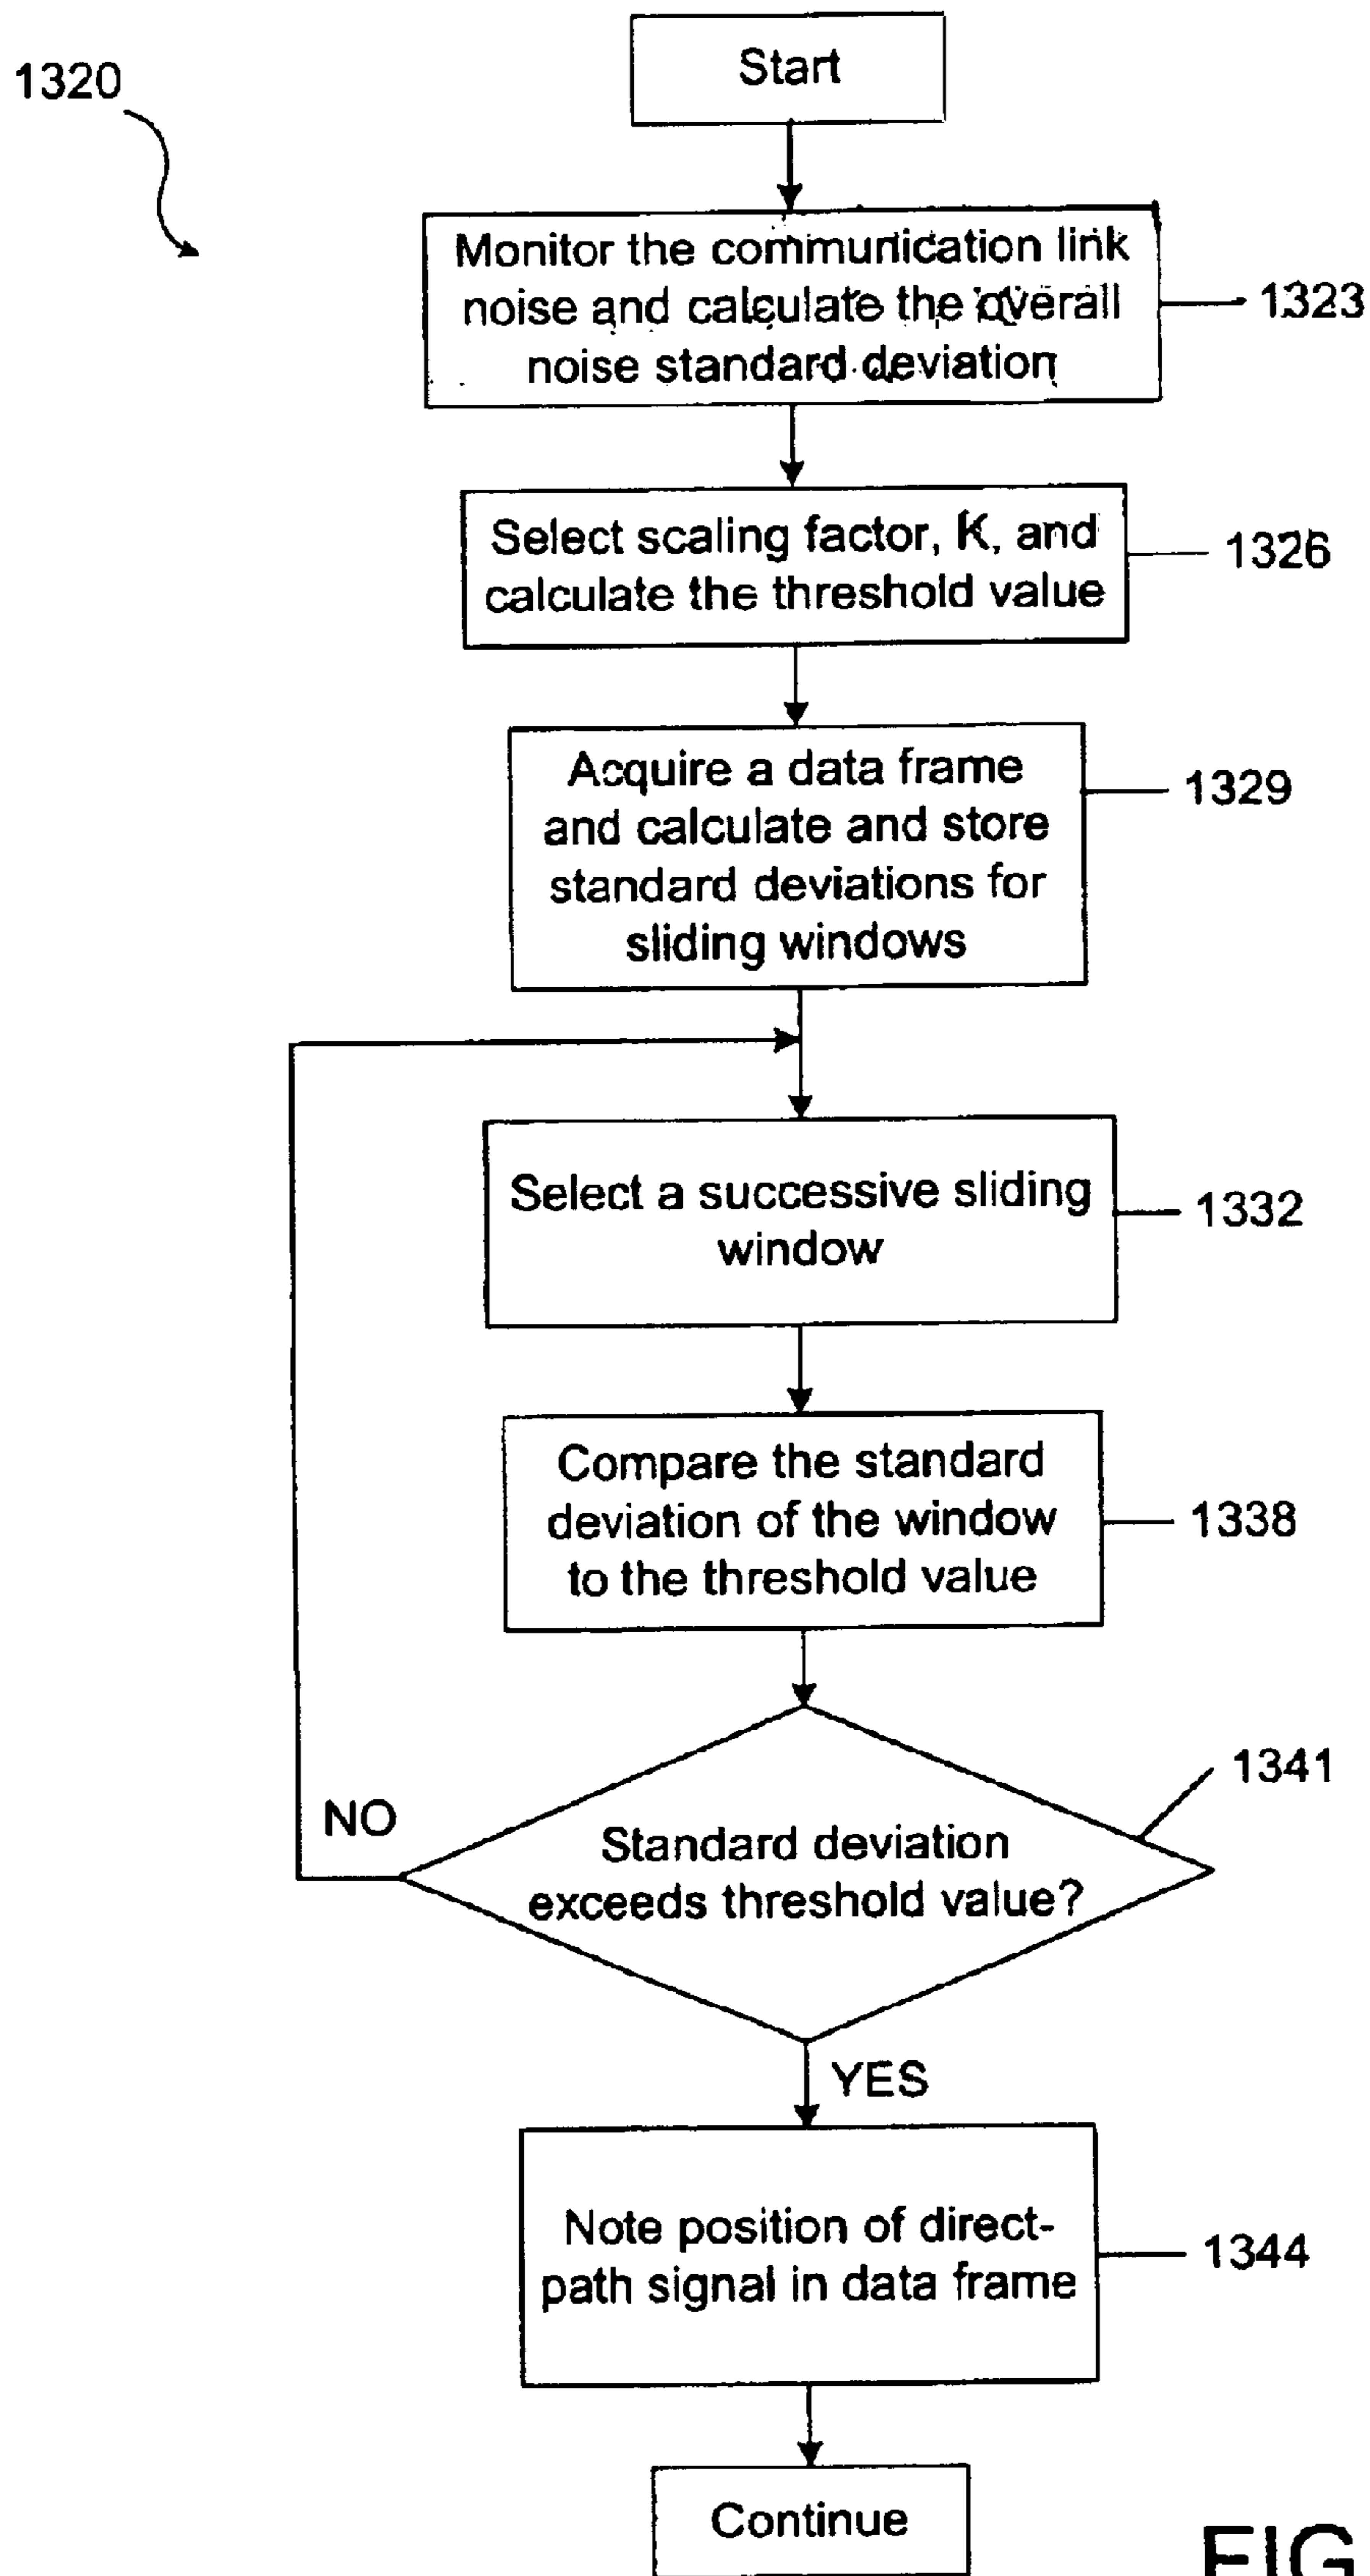 1320
Start
Monitor the communication link
noise and calculate the overall
noise standard deviation
1323
Select scaling factor, K, and
calculate the threshold value
1326
Acquire a data frame
and calculate and store
standard deviations for
sliding windows
1329
Select a successive sliding
window
1332
Compare the standard
deviation of the window
to the threshold value
1338
1341
NO
Standard deviation
exceeds threshold value?
YES
Note position of direct-
path signal in data frame
1344
Continue
FIG